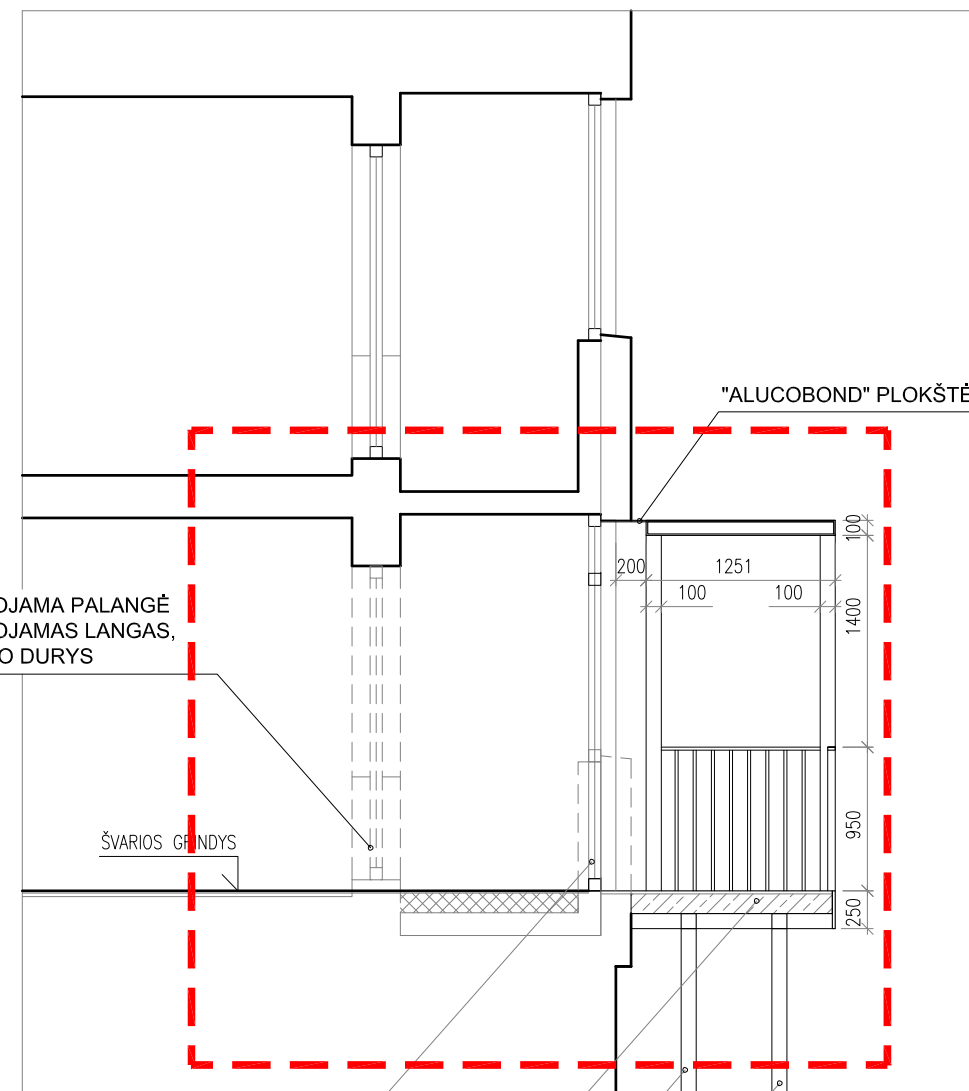 "ALUCOBOND" PLOKŠTĖ
100
200
1251
100
100
1400
OJAMA PALANGĖ
OJAMAS LANGAS,
O DURYS
950
ŠVARIOS GRINDYS
250